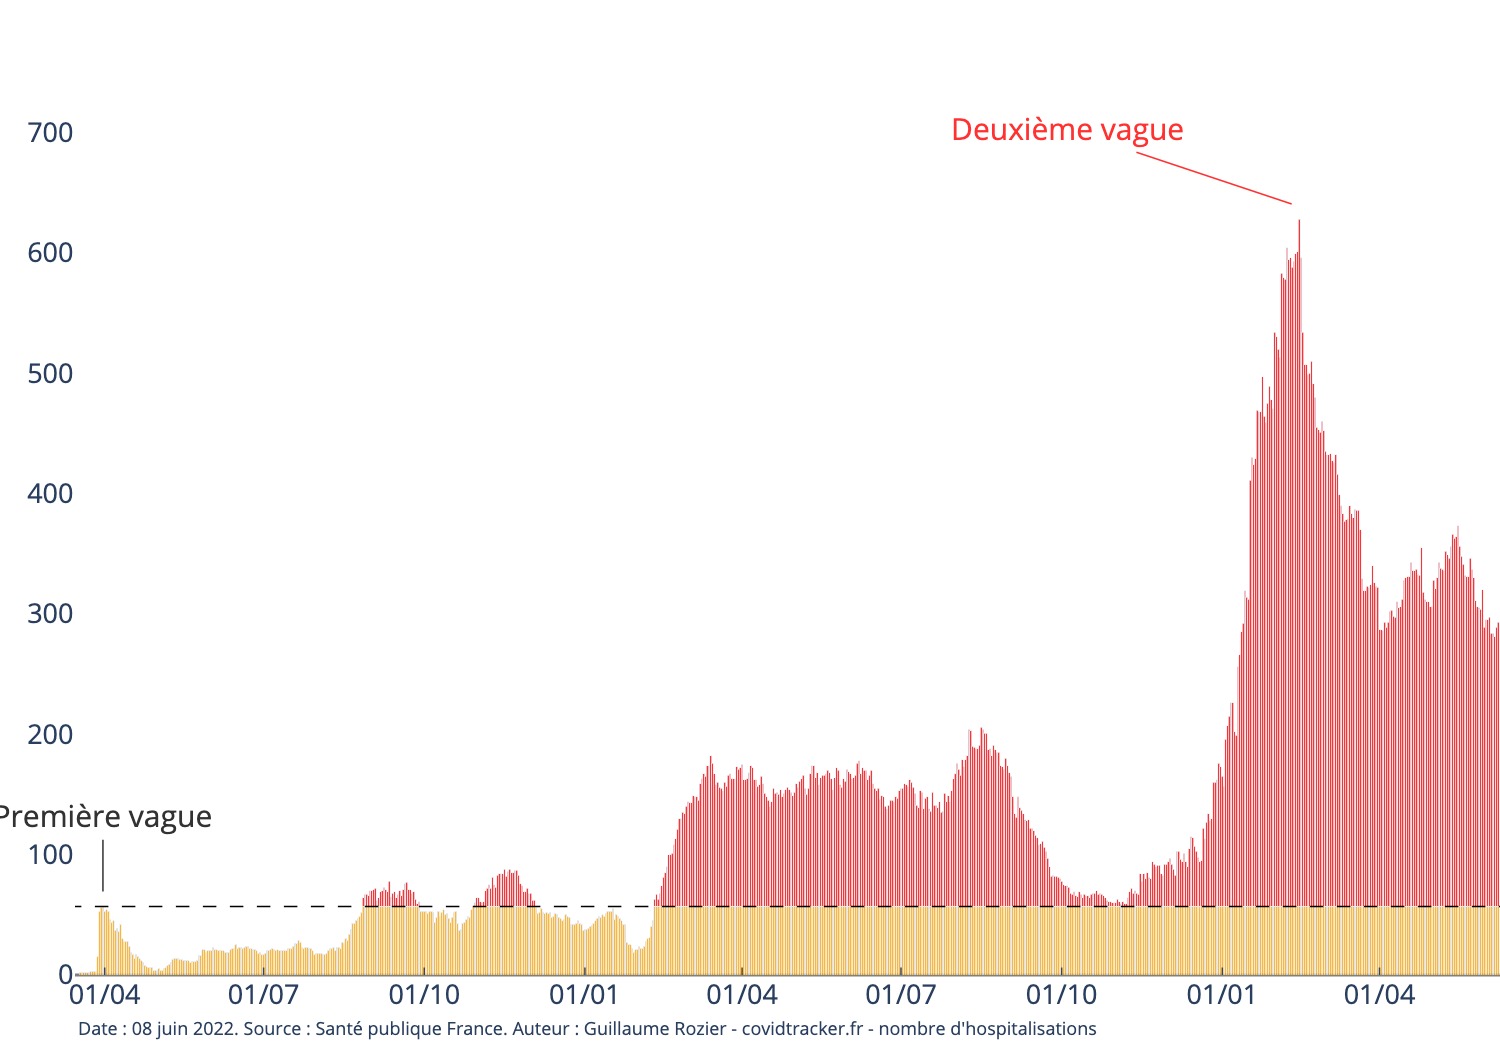 Deuxième vague
700
600
500
400
300
200
Première vague
100
0
01/04 01/07 01/10 01/01 01/04 01/07 01/10 01/01 01/04
Date : 08 juin 2022. Source : Santé publique France. Auteur : Guillaume Rozier - covidtracker.fr - nombre d'hospitalisations